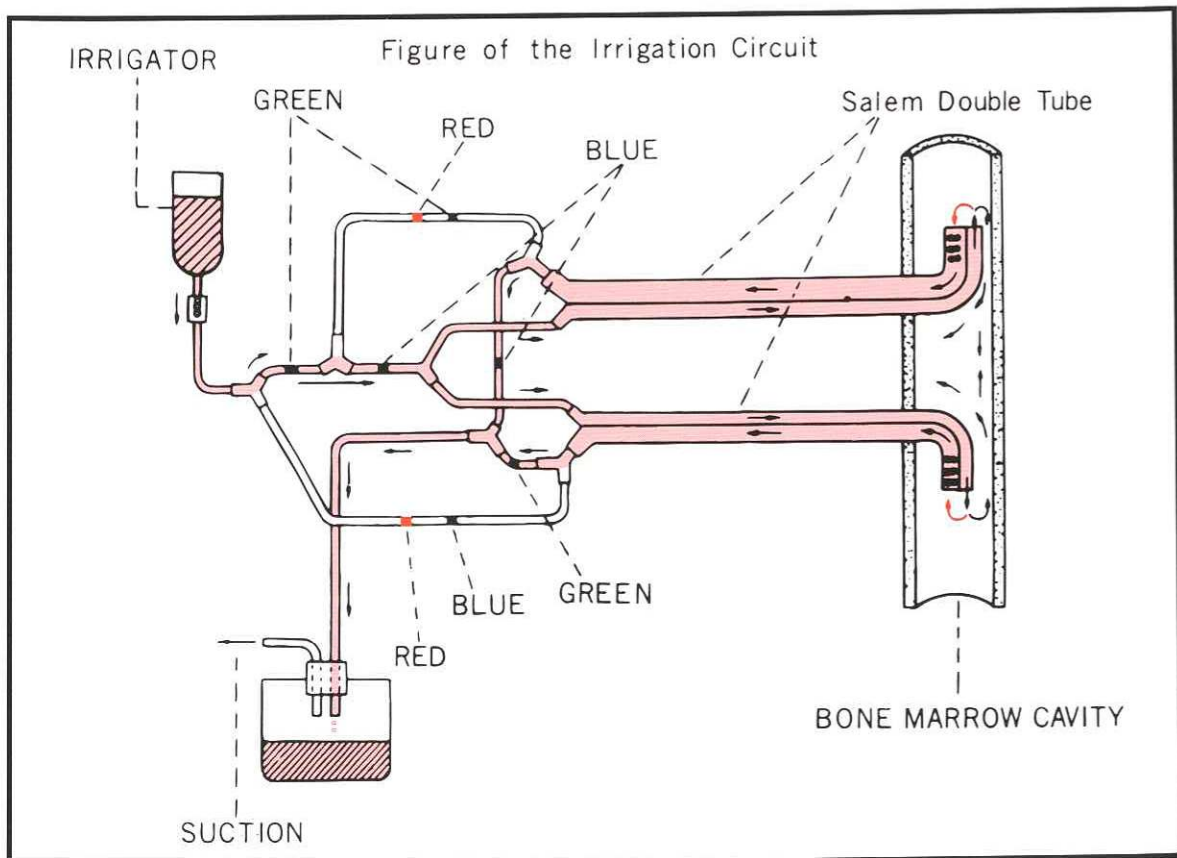 Figure of the Irrigation Circuit
IRRIGATOR
GREEN
RED
BLUE
Salem Double Tube
GREEN
BLUE
RED
BONE MARROW CAVITY
SUCTION